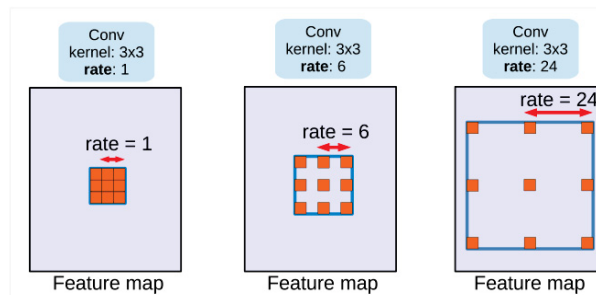 Conv
kernel: 3x3
rate: 1
Conv
kernel: 3x3
rate: 6
Conv
kernel: 3x3
rate: 24
rate = 1
rate = 6
rate = 24
Feature map
Feature map
Feature map